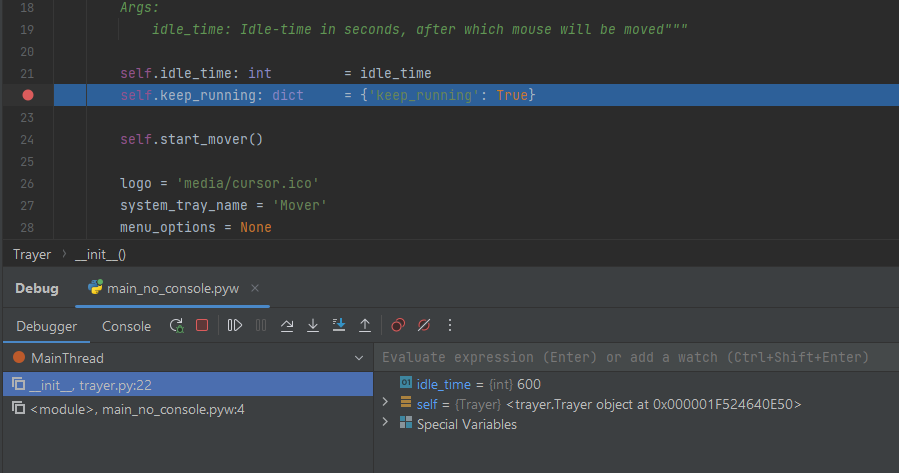 18 Args:
19 idle_time: Idle-time in seconds, after which mouse will be moved"""
20
21 self.idle_time: int = idle_time
self.keep_running: dict = {'keep_running': True}
23
24 self.start_mover()
25
26 logo = 'media/cursor.ico'
27 system_tray_name = 'Mover'
28 menu_options = None
Trayer › __init__()
Debug main_no_console.pyw ×
Debugger Console
MainThread
Evaluate expression (Enter) or add a watch (Ctrl+Shift+Enter)
__init__, trayer.py:22
<module>, main_no_console.pyw:4
01 idle_time = {int} 600
self = {Trayer} <trayer.Trayer object at 0x000001F524640E50>
Special Variables